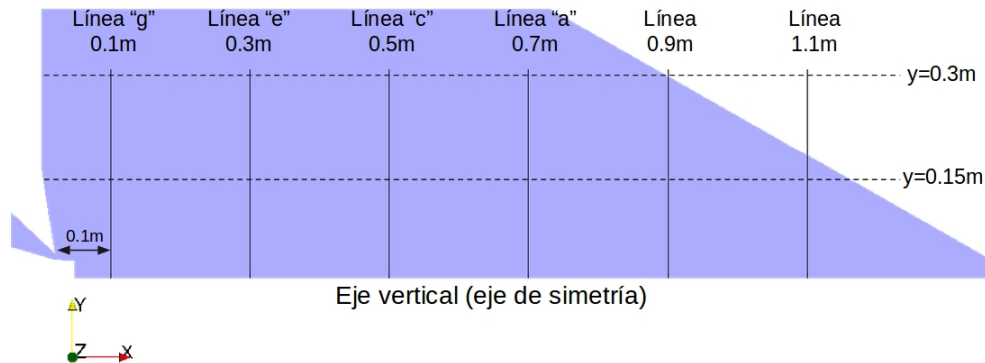 Línea “g”
0.1m
Línea “e”
0.3m
Línea “c”
0.5m
Línea “a”
0.7m
Línea
0.9m
Línea
1.1m
y=0.3m
y=0.15m
0.1m
Eje vertical (eje de simetría)
Y
Z
X